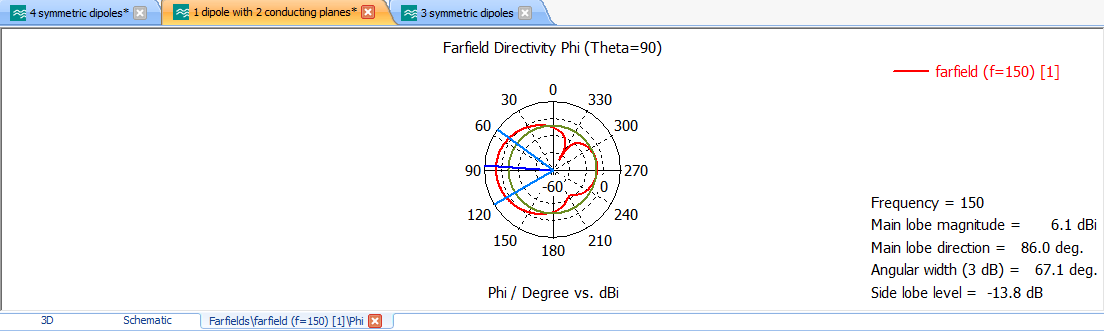 4 symmetric dipoles*
1 dipole with 2 conducting planes*
3 symmetric dipoles
Farfield Directivity Phi (Theta=90)
farfield (f=150) [1]
0
30
330
60
300
90
270
-60
0
120
240
150
210
180
Frequency = 150
Main lobe magnitude = 6.1 dBi
Main lobe direction = 86.0 deg.
Angular width (3 dB) = 67.1 deg.
Side lobe level = -13.8 dB
Phi / Degree vs. dBi
3D
Schematic
Farfields\farfield (f=150) [1]\Phi